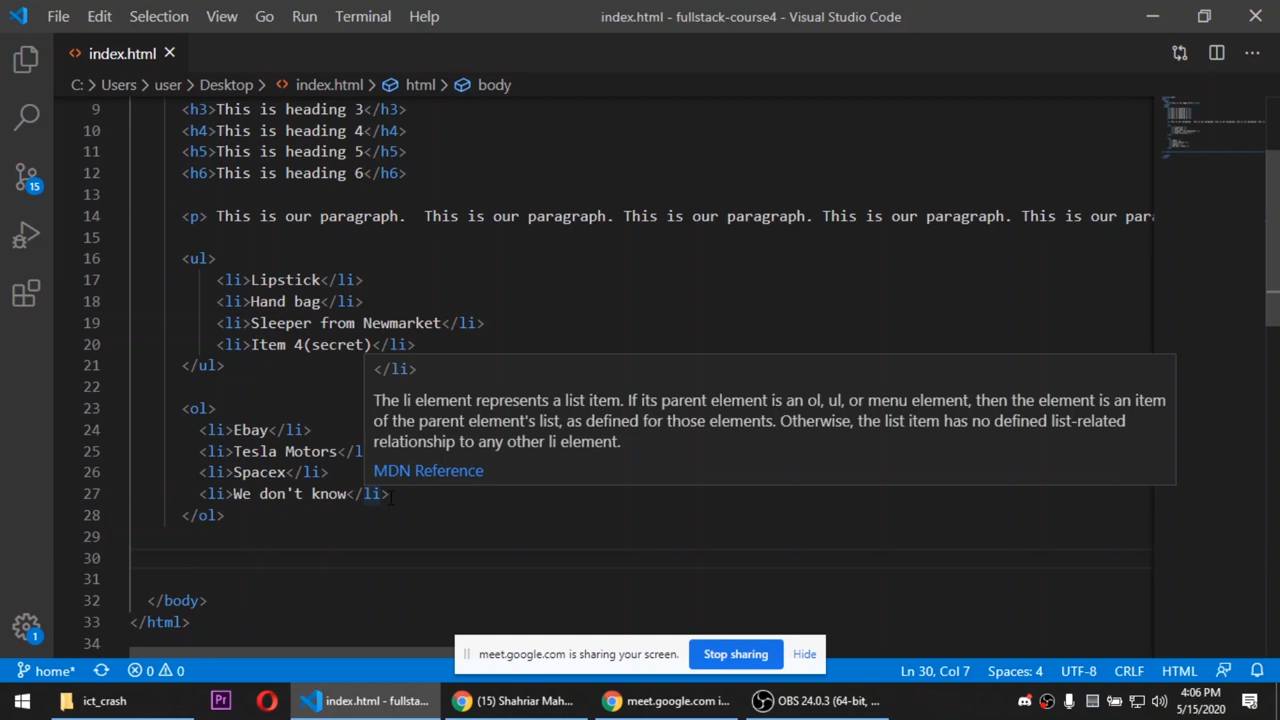 File Edit Selection View Go Run Terminal Help index.html - fullstack-course4 - Visual Studio Code
index.html
C: > Users > user > Desktop > index.html > html > body
9 <h3>This is heading 3</h3>
10 <h4>This is heading 4</h4>
11 <h5>This is heading 5</h5>
12 <h6>This is heading 6</h6>
13
14 <p> This is our paragraph.  This is our paragraph. This is our paragraph. This is our paragraph. This is our para
15
16 <ul>
17 <li>Lipstick</li>
18 <li>Hand bag</li>
19 <li>Sleeper from Newmarket</li>
20 <li>Item 4(secret)</li>
21 </ul>
</li>
22
The li element represents a list item. If its parent element is an ol, ul, or menu element, then the element is an item
23 <ol>
of the parent element's list, as defined for those elements. Otherwise, the list item has no defined list-related
24 <li>Ebay</li>
relationship to any other li element.
25 <li>Tesla Motors</l
26 <li>Spacex</li>
MDN Reference
27 <li>We don't know</li>
28 </ol>
29
30
31
32 </body>
33 </html>
34
15
1
meet.google.com is sharing your screen. Stop sharing Hide
home* 0 0 Ln 30, Col 7 Spaces: 4 UTF-8 CRLF HTML
ict_crash Pr index.html - fullsta... (15) Shahriar Mah... meet.google.com i... OBS 24.0.3 (64-bit, ... 4:06 PM
5/15/2020